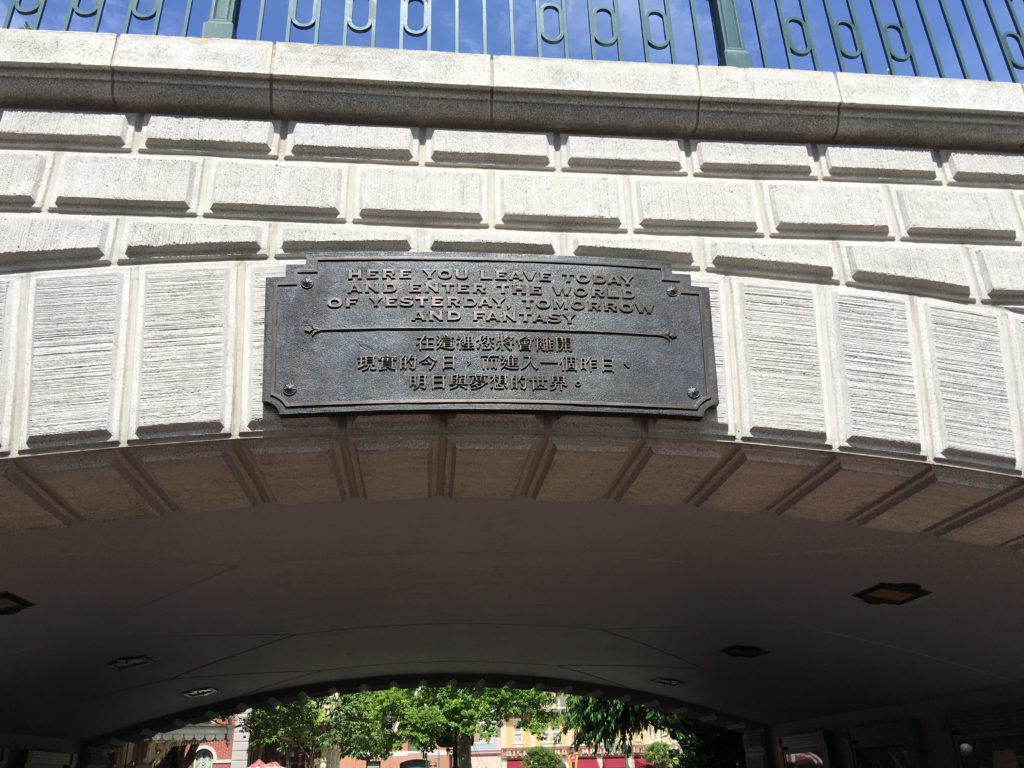 HERE YOU LEAVE TODAY
AND ENTER THE WORLD
OF YESTERDAY, TOMORROW
AND FANTASY
在這裡您將會離開
現實的今日，而進入一個昨日、
明日與夢想的世界。